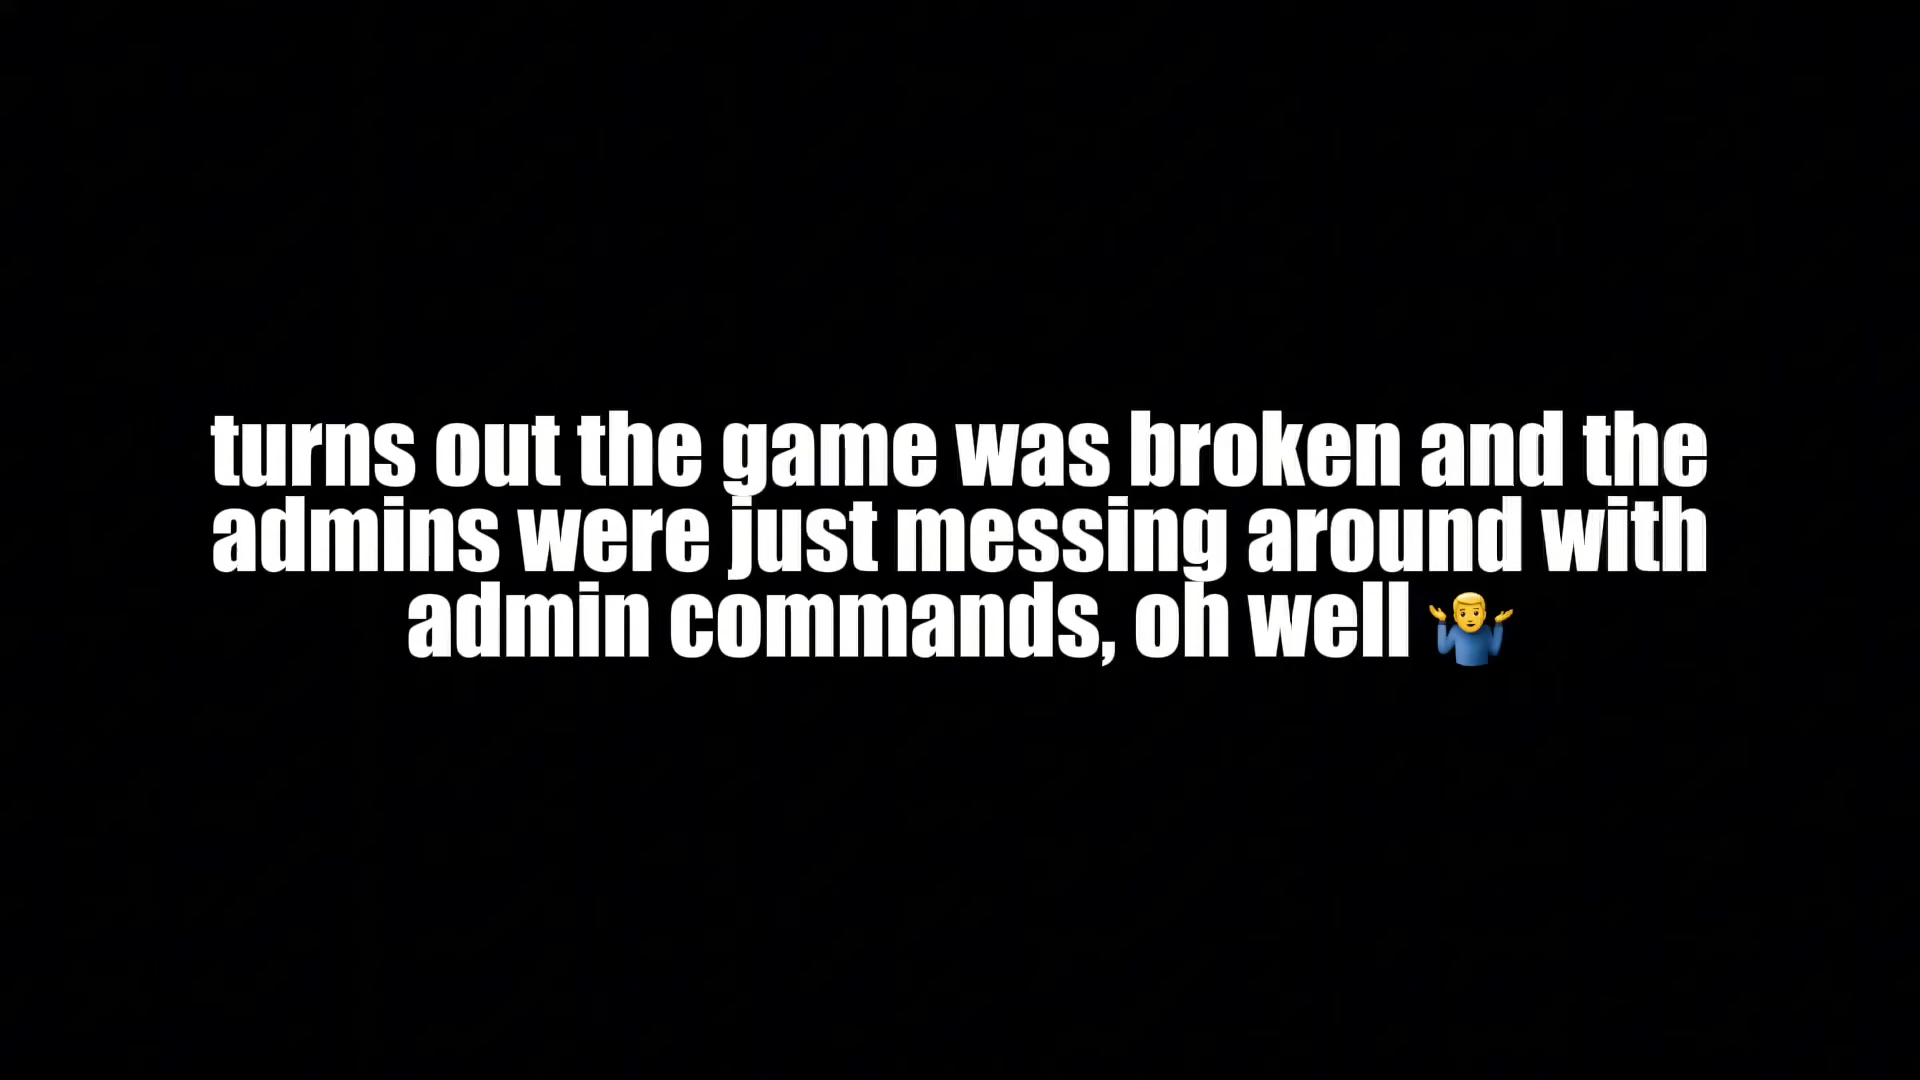 turns out the game was broken and the
admins were just messing around with
admin commands, oh well 🤷‍♂️